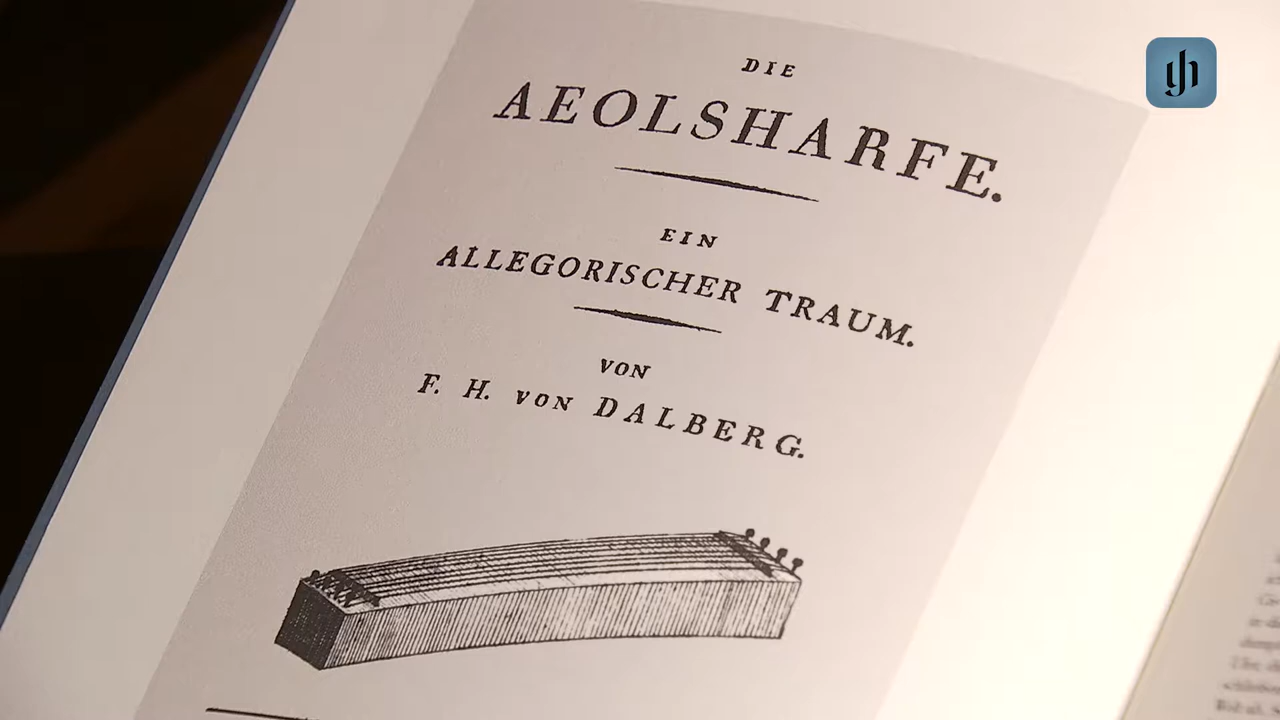 DIE
AEOLSHARFE.
EIN
ALLEGORISCHER TRAUM.
VON
F. H. VON DALBERG.